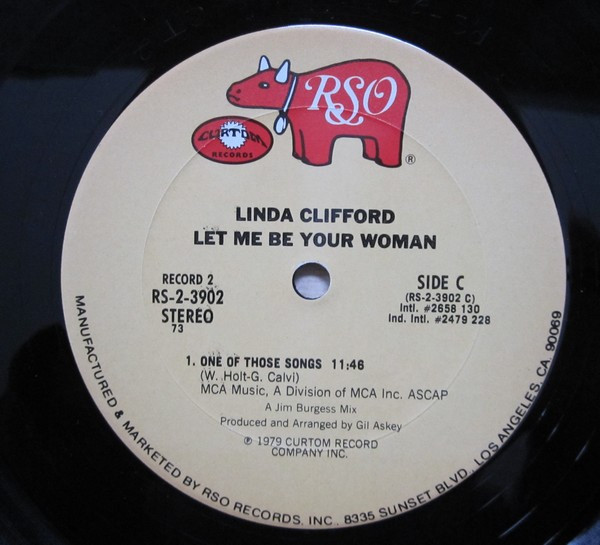 RSO
®
CURTOM
RECORDS
LINDA CLIFFORD
LET ME BE YOUR WOMAN
RECORD 2
RS-2-3902
STEREO
73
SIDE C
(RS-2-3902 C)
Intl. #2658 130
Ind. Intl. #2479 228
1. ONE OF THOSE SONGS 11:46
(W. Holt-G. Calvi)
MCA Music, A Division of MCA Inc. ASCAP
A Jim Burgess Mix
Produced and Arranged by Gil Askey
℗ 1979 CURTOM RECORD
COMPANY INC.
MANUFACTURED & MARKETED BY RSO RECORDS, INC., 8335 SUNSET BLVD., LOS ANGELES, CA. 90069